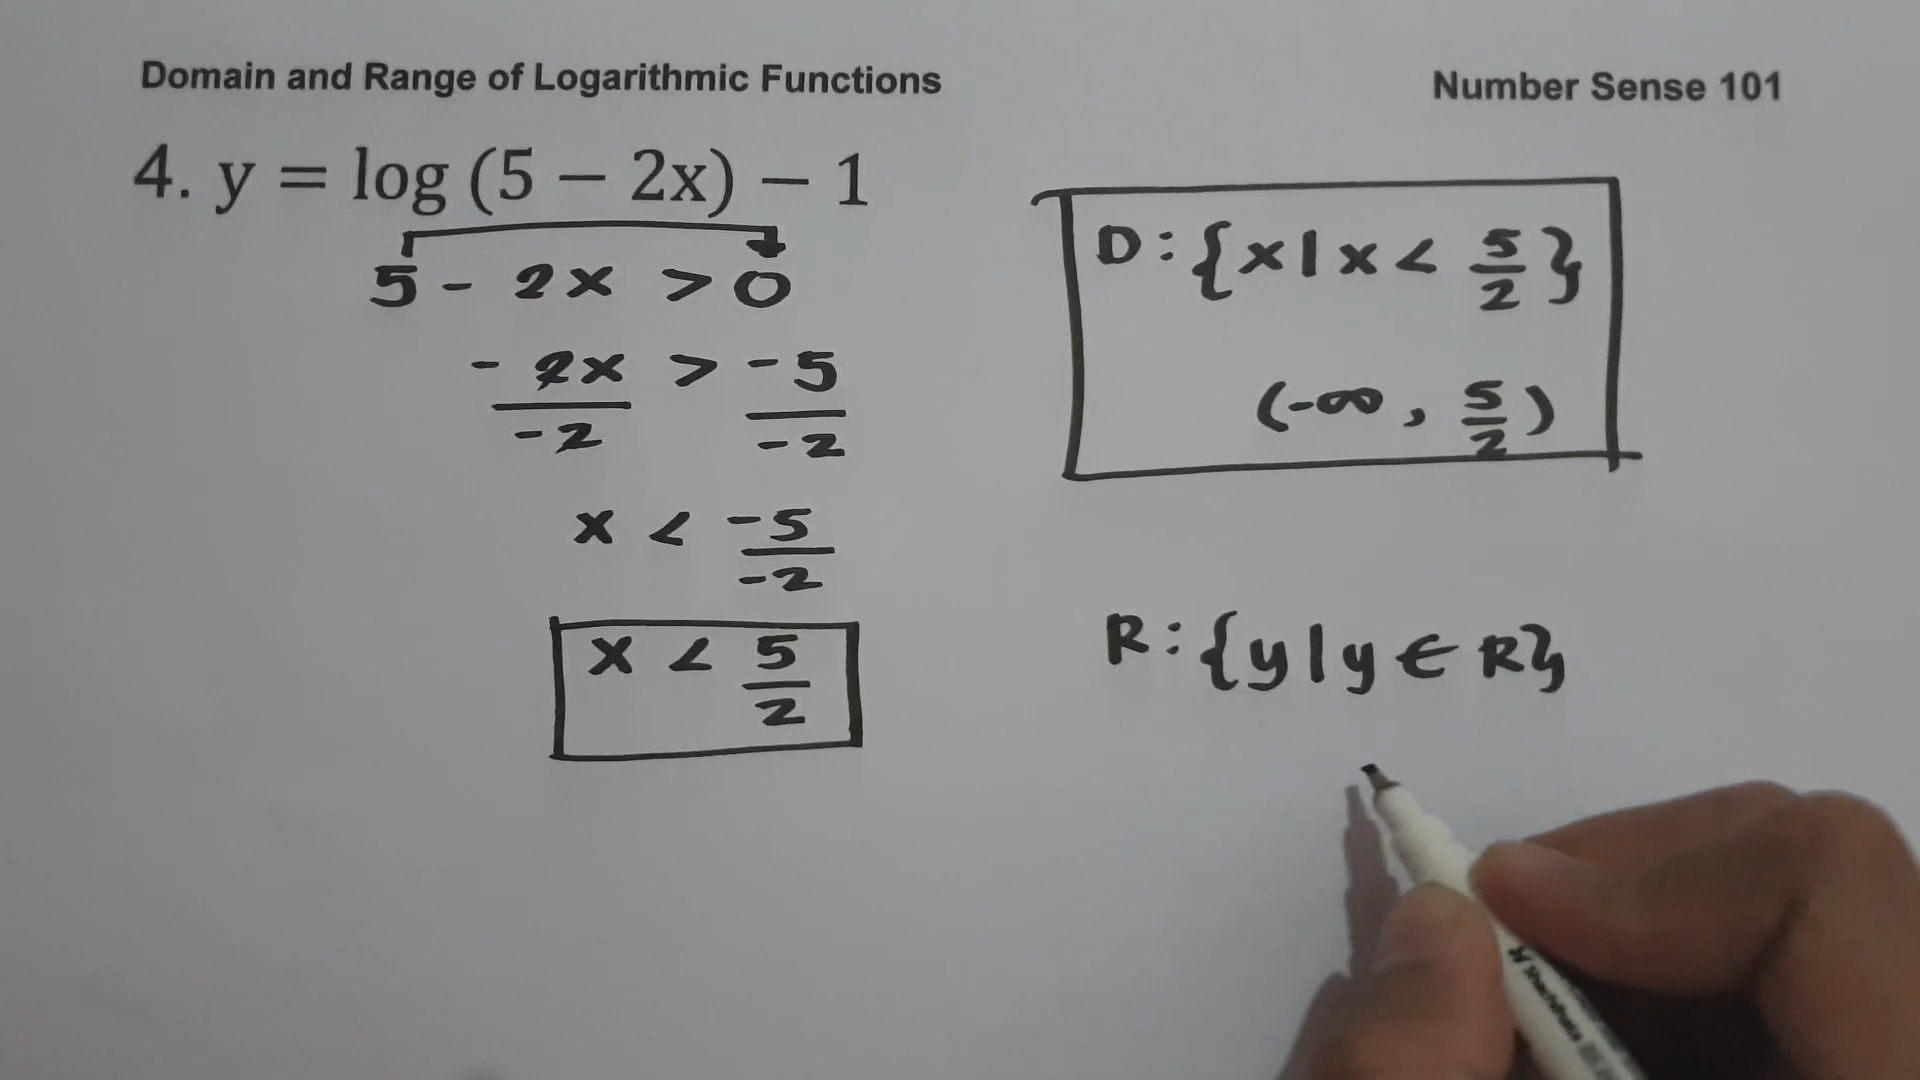 Domain and Range of Logarithmic Functions
Number Sense 101
4. y = log (5 − 2x) − 1
5 - 2x > 0
-2x/-2 > -5/-2
x < -5/-2
x < 5/2
D: {x | x < 5/2}
(-∞, 5/2)
R: {y | y ∈ R}